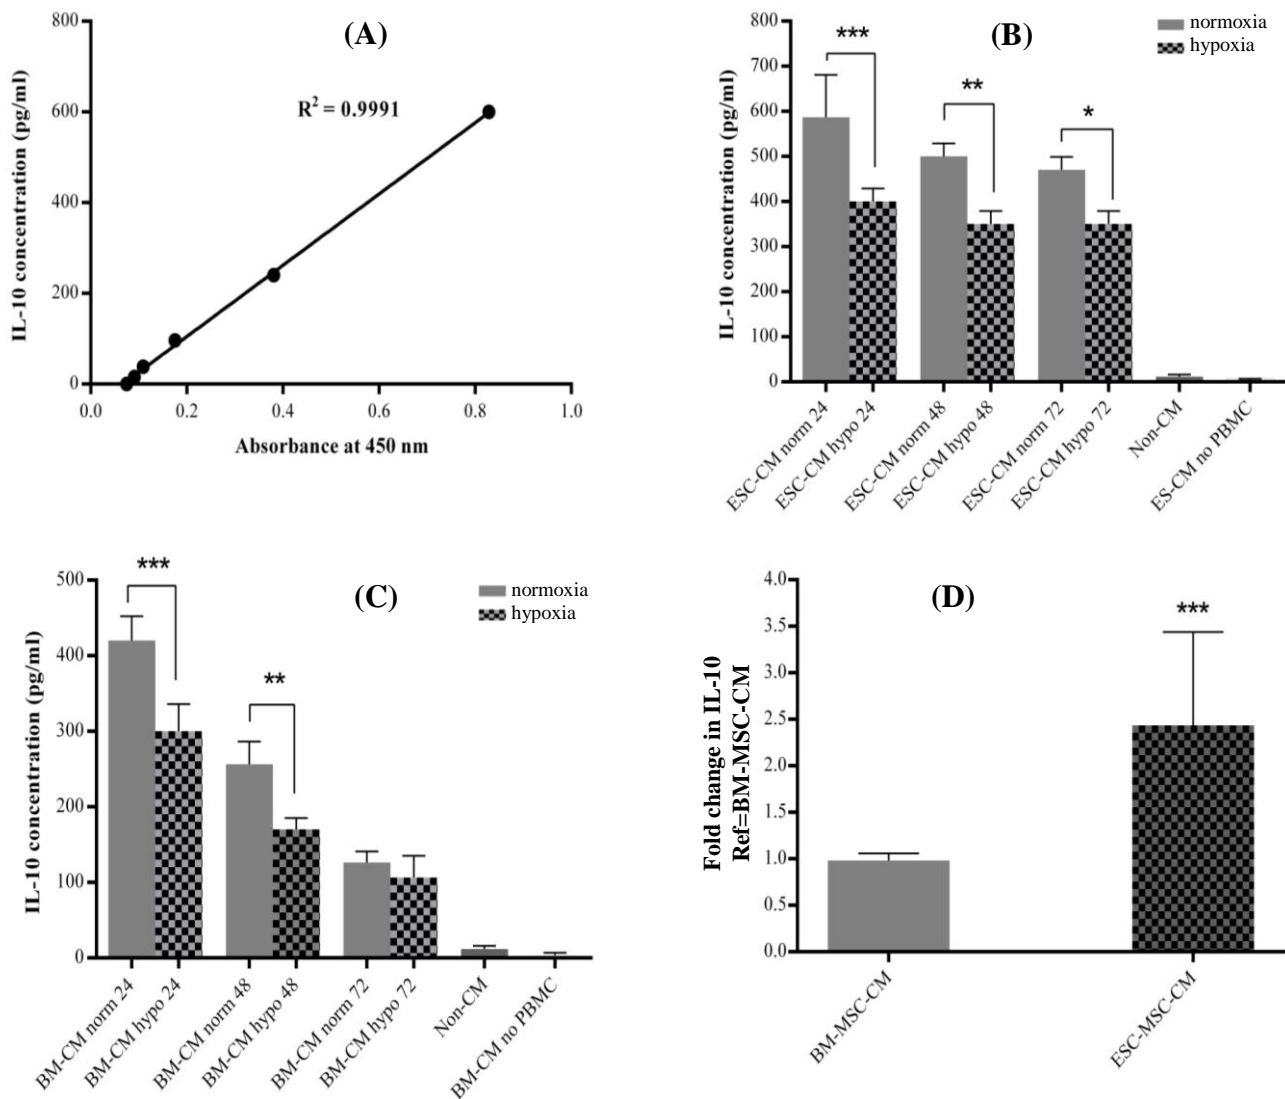 (A)
IL-10 concentration (pg/ml)
800
600
400
200
0
R² = 0.9991
0.0 0.2 0.4 0.6 0.8 1.0
Absorbance at 450 nm
(B)
normoxia
hypoxia
IL-10 concentration (pg/ml)
800
700
600
500
400
300
200
100
0
***
**
*
ESC-CM norm 24
ESC-CM hypo 24
ESC-CM norm 48
ESC-CM hypo 48
ESC-CM norm 72
ESC-CM hypo 72
Non-CM
ES-CM no PBMC
(C)
normoxia
hypoxia
IL-10 concentration (pg/ml)
500
400
300
200
100
0
***
**
BM-CM norm 24
BM-CM hypo 24
BM-CM norm 48
BM-CM hypo 48
BM-CM norm 72
BM-CM hypo 72
Non-CM
BM-CM no PBMC
(D)
Fold change in IL-10
Ref=BM-MSC-CM
4.0
3.5
3.0
2.5
2.0
1.5
1.0
0.5
0.0
***
BM-MSC-CM
ESC-MSC-CM